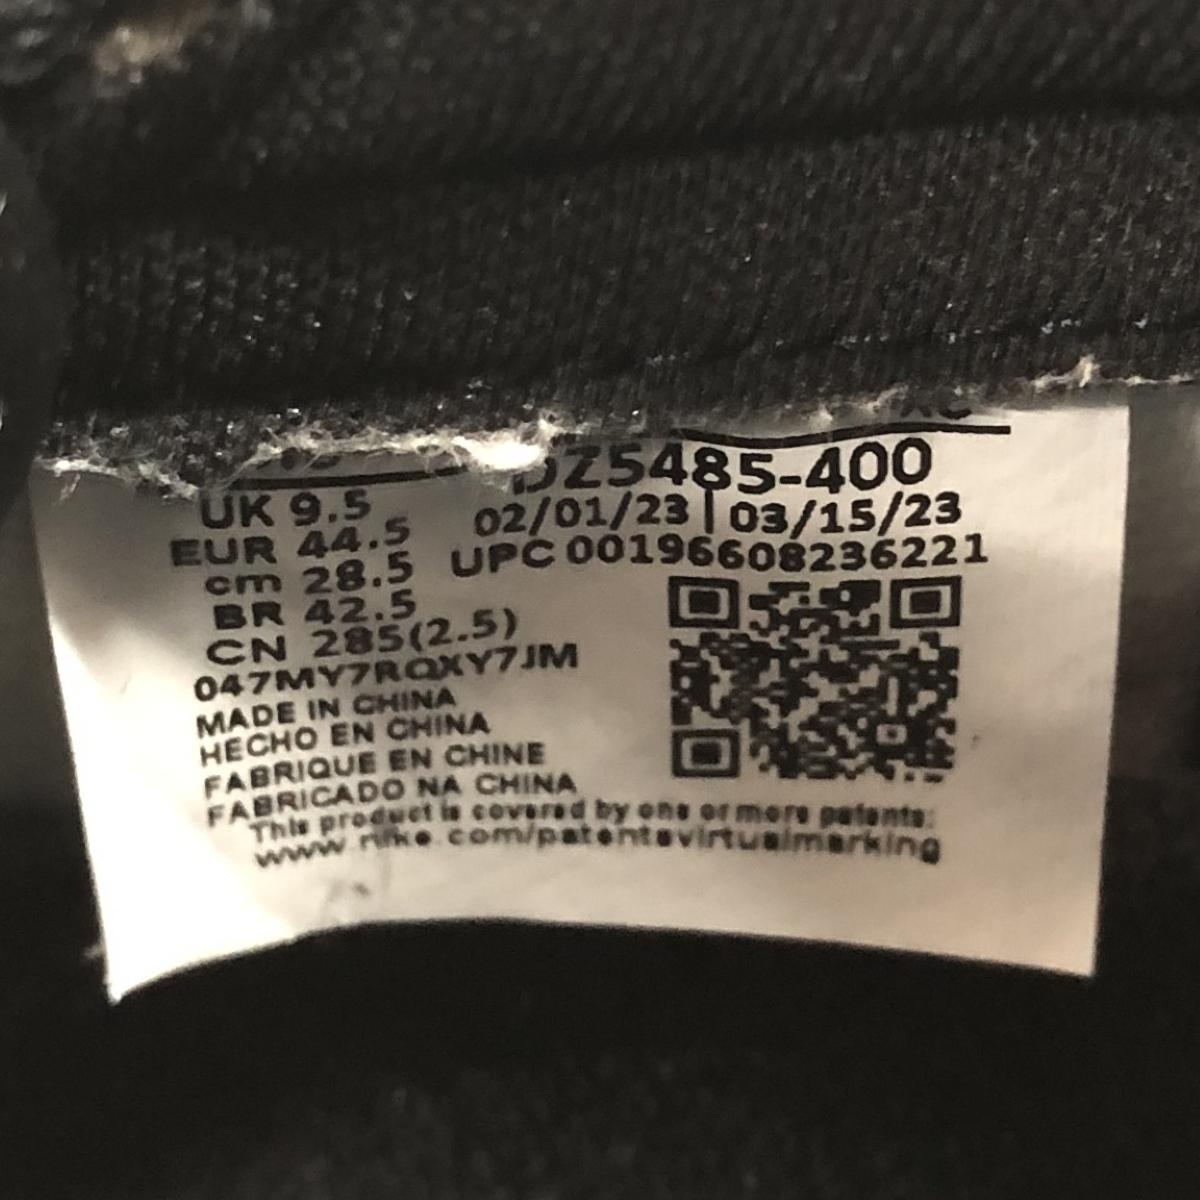 DZ5485-400
UK 9.5
02/01/23 | 03/15/23
EUR 44.5
UPC 00196608236221
cm 28.5
BR 42.5
CN 285(2.5)
047MY7RQXY7JM
MADE IN CHINA
HECHO EN CHINA
FABRIQUE EN CHINE
FABRICADO NA CHINA
This product is covered by one or more patents:
www.nike.com/patentsvirtualmarking